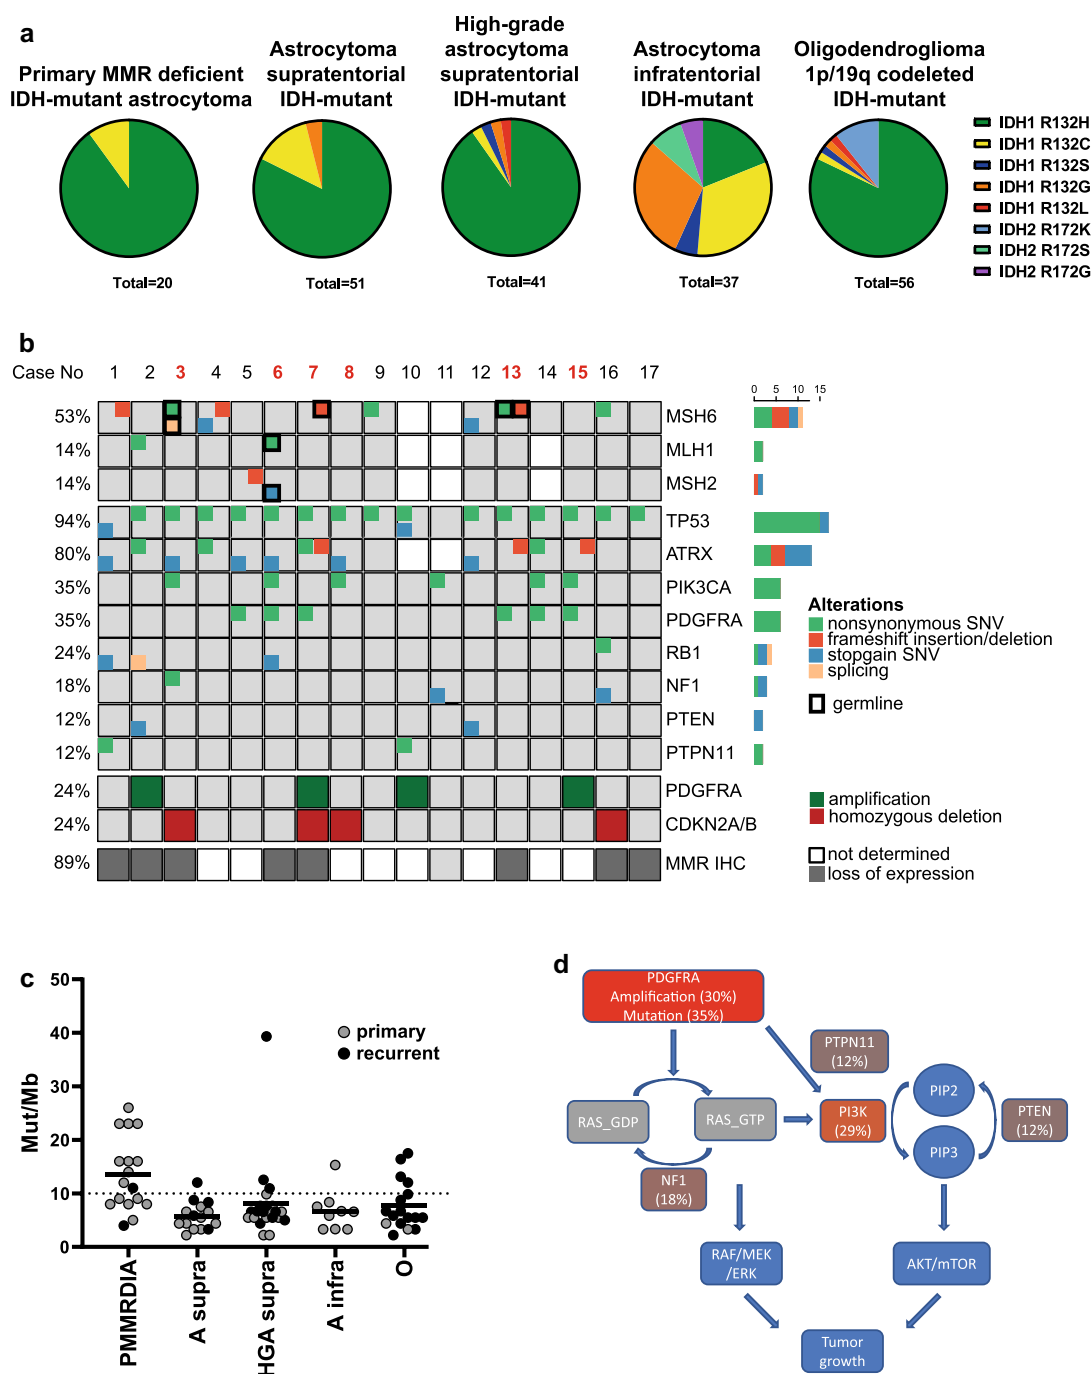 a
Primary MMR deficient
IDH-mutant astrocytoma
Astrocytoma
supratentorial
IDH-mutant
High-grade
astrocytoma
supratentorial
IDH-mutant
Astrocytoma
infratentorial
IDH-mutant
Oligodendroglioma
1p/19q codeleted
IDH-mutant
IDH1 R132H
IDH1 R132C
IDH1 R132S
IDH1 R132G
IDH1 R132L
IDH2 R172K
IDH2 R172S
IDH2 R172G
Total=20
Total=51
Total=41
Total=37
Total=56
b
Case No 1 2 3 4 5 6 7 8 9 10 11 12 13 14 15 16 17
0 5 10 15
53% MSH6
14% MLH1
14% MSH2
94% TP53
80% ATRX
35% PIK3CA
35% PDGFRA
24% RB1
18% NF1
12% PTEN
12% PTPN11
24% PDGFRA
24% CDKN2A/B
89% MMR IHC
Alterations
nonsynonymous SNV
frameshift insertion/deletion
stopgain SNV
splicing
germline
amplification
homozygous deletion
not determined
loss of expression
c
Mut/Mb
50
40
30
20
10
0
primary
recurrent
PMMRDIA
A supra
HGA supra
A infra
O
d
PDGFRA
Amplification (30%)
Mutation (35%)
PTPN11
(12%)
RAS_GDP
RAS_GTP
PI3K
(29%)
PIP2
PIP3
PTEN
(12%)
NF1
(18%)
RAF/MEK
/ERK
AKT/mTOR
Tumor
growth